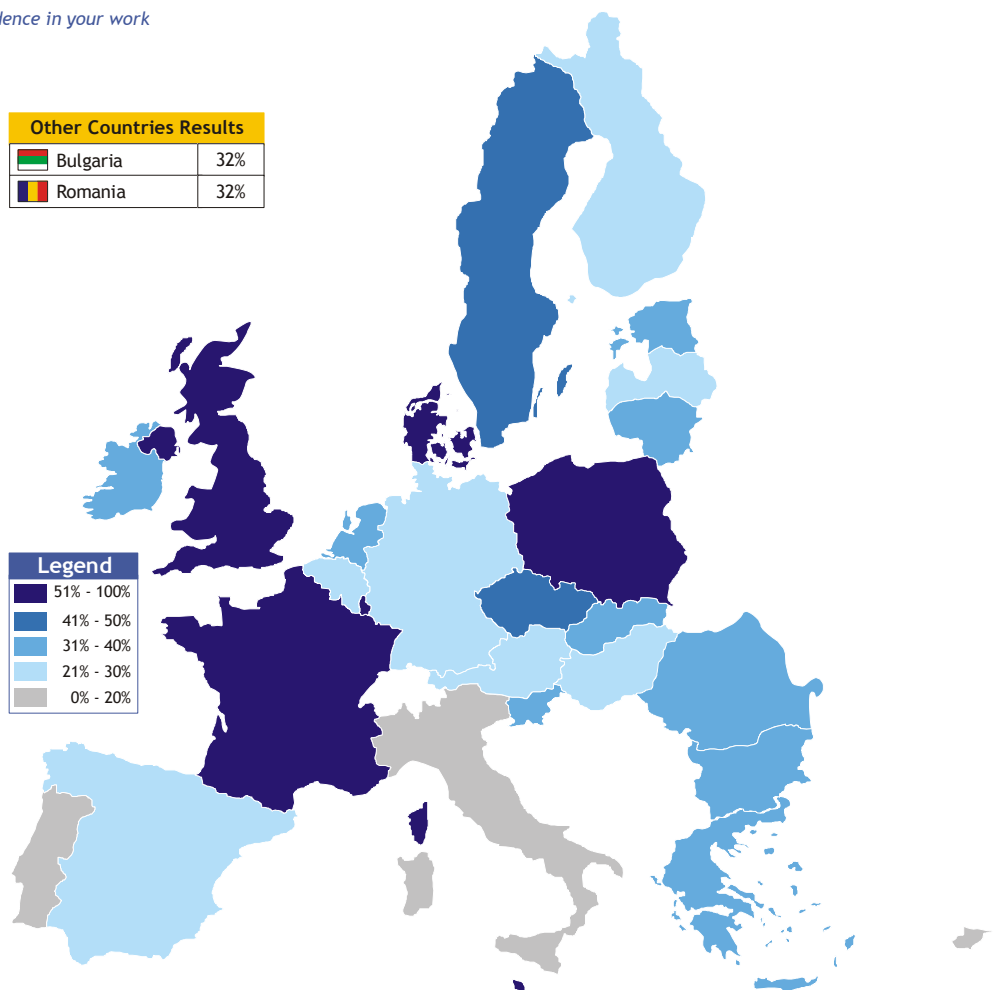 in your work
Other Countries Results
Bulgaria 32%
Romania 32%
Legend
51% - 100%
41% - 50%
31% - 40%
21% - 30%
0% - 20%